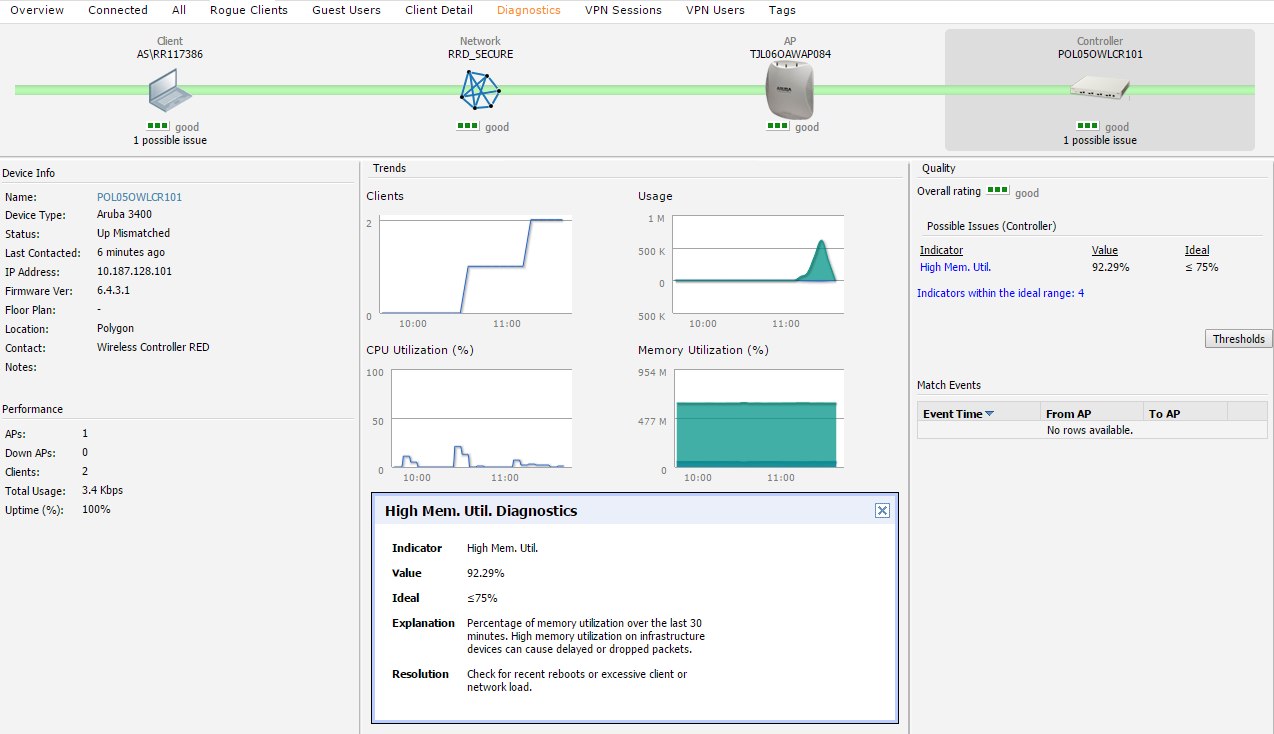 Overview Connected All Rogue Clients Guest Users Client Detail Diagnostics VPN Sessions VPN Users Tags
Client Network AP Controller
AS\RR117386 RRD_SECURE TJL06OAWAP084 POL05OWLCR101
good good good good
1 possible issue 1 possible issue
Device Info
Name: POL05OWLCR101
Device Type: Aruba 3400
Status: Up Mismatched
Last Contacted: 6 minutes ago
IP Address: 10.187.128.101
Firmware Ver: 6.4.3.1
Floor Plan: -
Location: Polygon
Contact: Wireless Controller RED
Notes:
Performance
APs: 1
Down APs: 0
Clients: 2
Total Usage: 3.4 Kbps
Uptime (%): 100%
Trends
Clients
2
0
10:00 11:00
Usage
1 M
500 K
0
500 K
10:00 11:00
CPU Utilization (%)
100
50
0
10:00 11:00
Memory Utilization (%)
954 M
477 M
0
10:00 11:00
High Mem. Util. Diagnostics
Indicator High Mem. Util.
Value 92.29%
Ideal ≤75%
Explanation Percentage of memory utilization over the last 30
minutes. High memory utilization on infrastructure
devices can cause delayed or dropped packets.
Resolution Check for recent reboots or excessive client or
network load.
Quality
Overall rating good
Possible Issues (Controller)
Indicator Value Ideal
High Mem. Util. 92.29% ≤ 75%
Indicators within the ideal range: 4
Thresholds
Match Events
Event Time From AP To AP
No rows available.